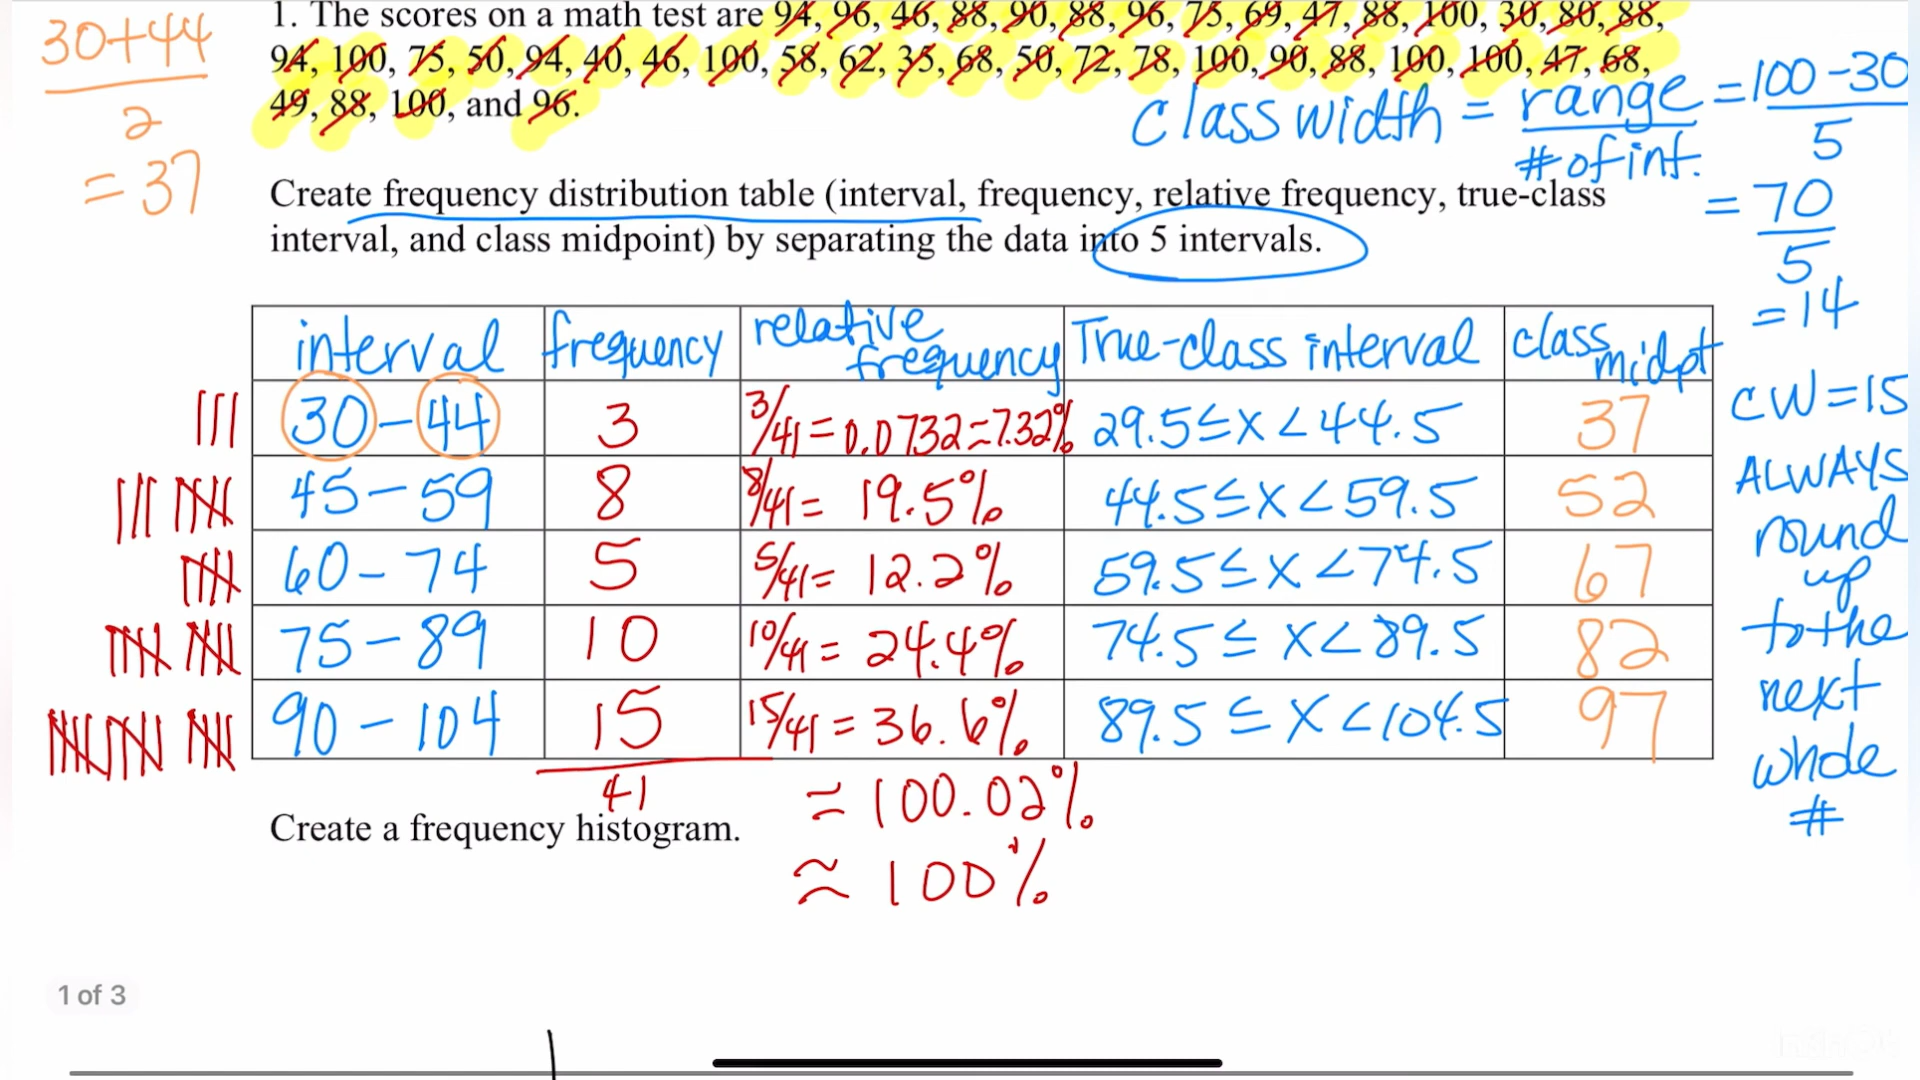 30+44
2
= 37
1. The scores on a math test are 94, 96, 46, 88, 90, 88, 96, 75, 69, 47, 88, 100, 30, 80, 88,
94, 100, 75, 50, 94, 40, 46, 100, 58, 62, 35, 68, 50, 72, 78, 100, 90, 88, 100, 100, 47, 68,
49, 88, 100, and 96.
class width = range / # of int. = 100-30 / 5
= 70 / 5
= 14
CW = 15
ALWAYS
round
up
to the
next
whole
#
Create frequency distribution table (interval, frequency, relative frequency, true-class
interval, and class midpoint) by separating the data into 5 intervals.
interval frequency relative frequency True-class interval class midpt
30-44 3 3/41 = 0.0732=7.32% 29.5≤x<44.5 37
45-59 8 8/41 = 19.5% 44.5≤x<59.5 52
60-74 5 5/41= 12.2% 59.5≤x<74.5 67
75-89 10 10/41 = 24.4% 74.5≤x<89.5 82
90-104 15 15/41 = 36.6% 89.5≤x<104.5 97
41 = 100.02%
≈ 100%
Create a frequency histogram.
1 of 3